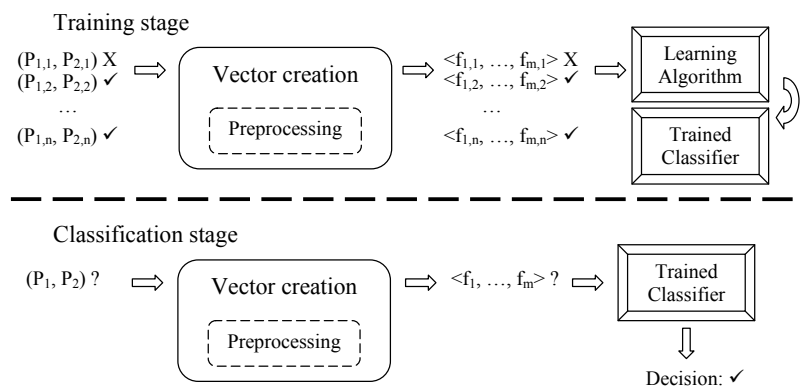 Training stage
(P1,1, P2,1) X
(P1,2, P2,2) ✓
…
(P1,n, P2,n) ✓
Vector creation
Preprocessing
<f1,1, …, fm,1> X
<f1,2, …, fm,2> ✓
…
<f1,n, …, fm,n> ✓
Learning
Algorithm
Trained
Classifier
Classification stage
(P1, P2) ?
Vector creation
Preprocessing
<f1, …, fm> ?
Trained
Classifier
Decision: ✓